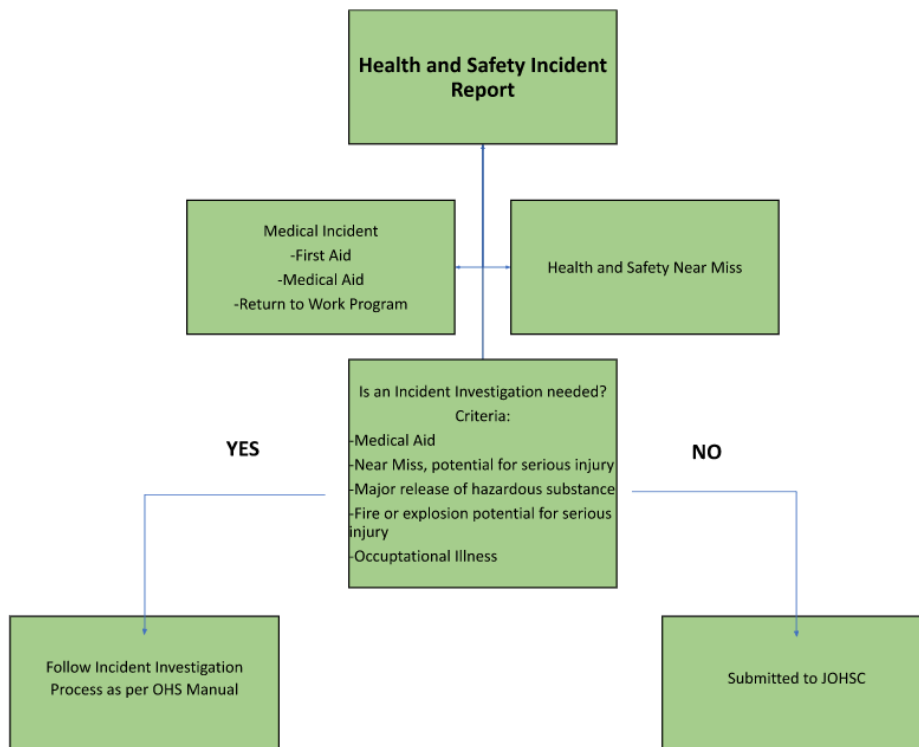 Health and Safety Incident
Report
Medical Incident
-First Aid
-Medical Aid
-Return to Work Program
Health and Safety Near Miss
Is an Incident Investigation needed?
Criteria:
-Medical Aid
-Near Miss, potential for serious injury
-Major release of hazardous substance
-Fire or explosion potential for serious
injury
-Occuptational Illness
YES
NO
Follow Incident Investigation
Process as per OHS Manual
Submitted to JOHSC